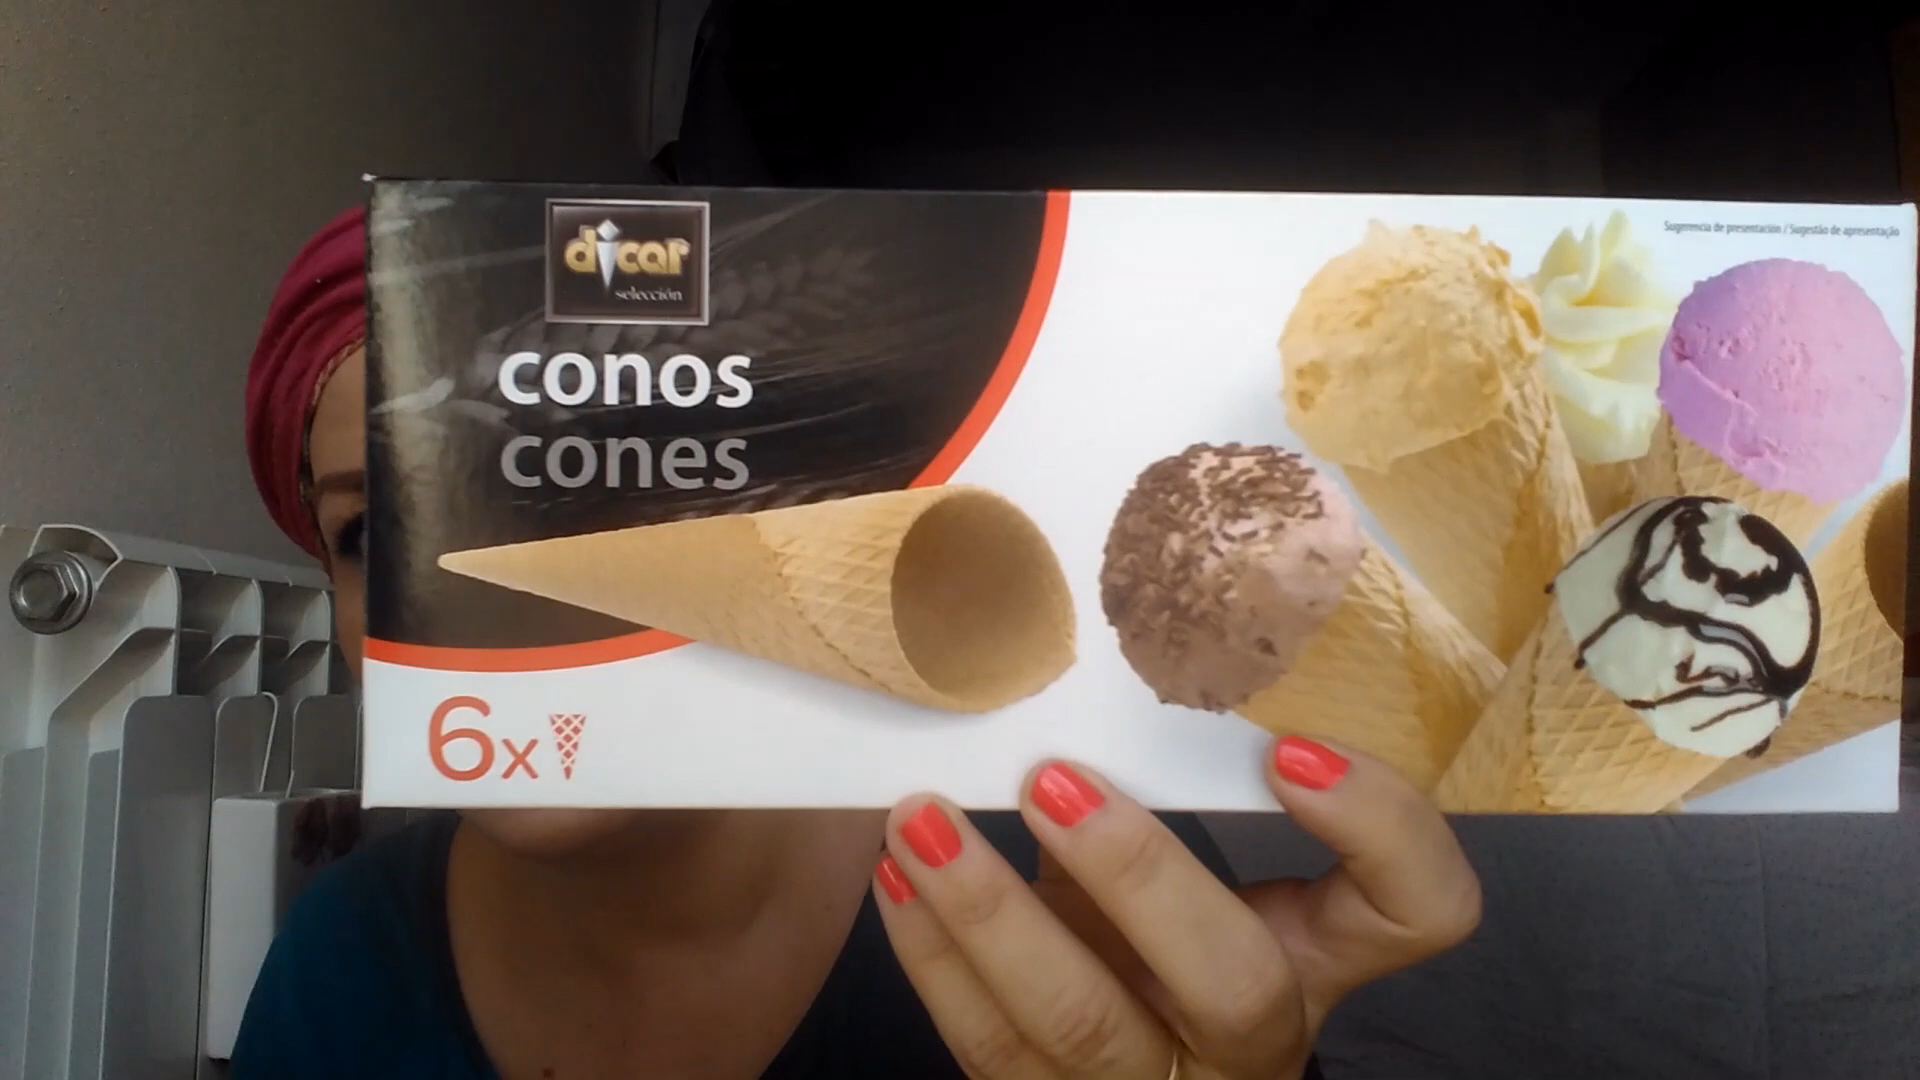 dicar
selección
conos
cones
6x
Sugerencia de presentación / Sugestão de apresentação